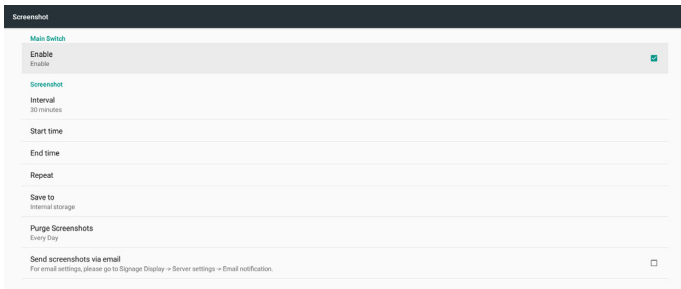 Screenshot
Main Switch
Enable
Enable
Screenshot
Interval
30 minutes
Start time
End time
Repeat
Save to
Internal storage
Purge Screenshots
Every Day
Send screenshots via email
For email settings, please go to Signage Display -> Server settings -> Email notification.